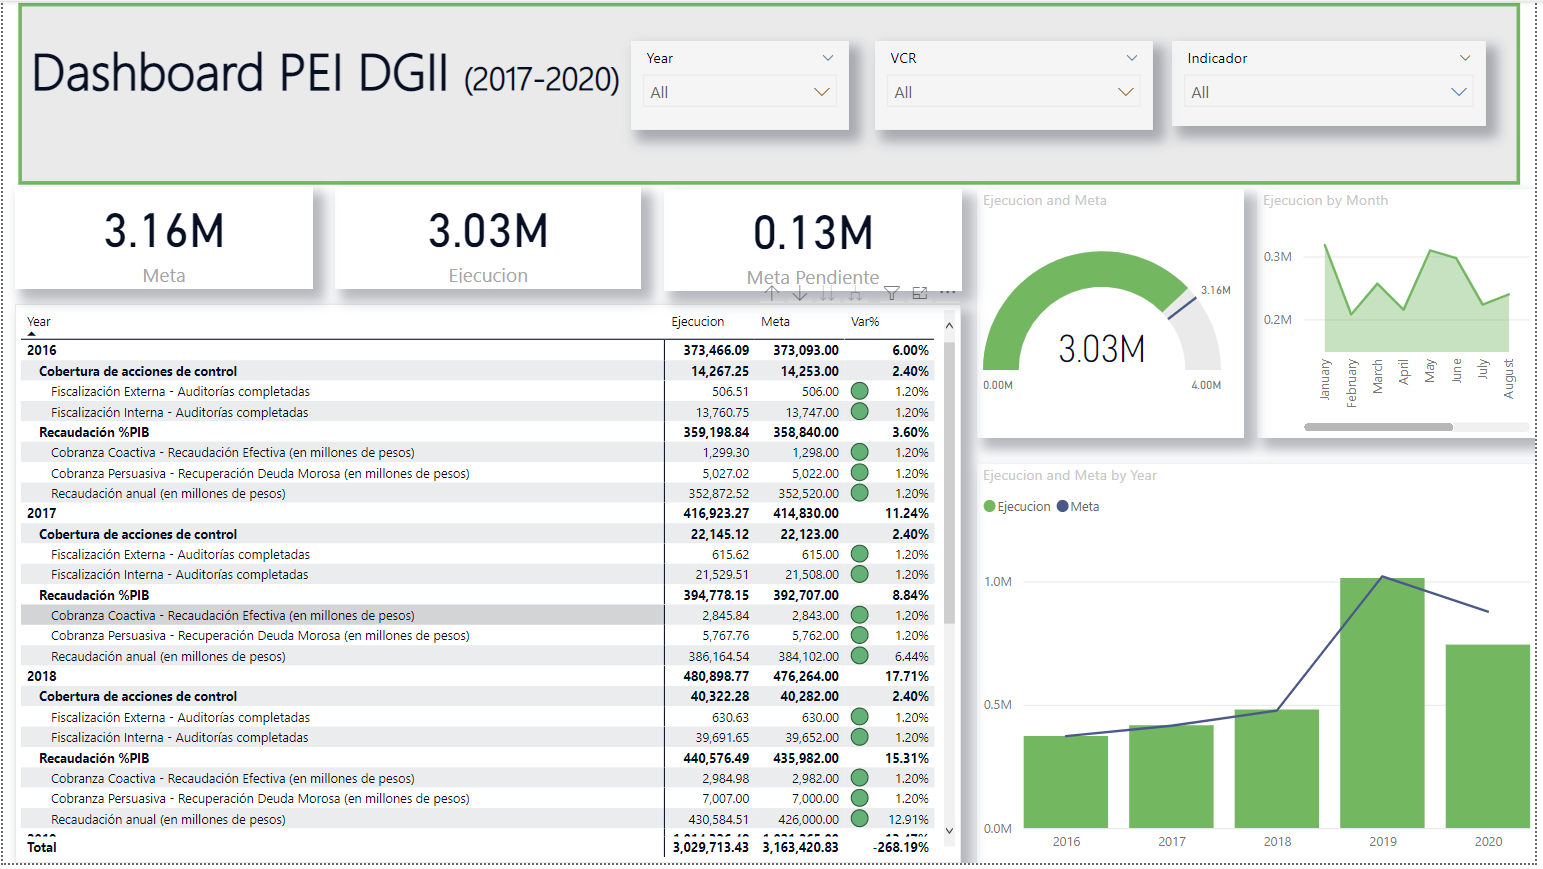 Dashboard PEI DGII (2017-2020)
Year
All
VCR
All
Indicador
All
3.16M
Meta
3.03M
Ejecucion
0.13M
Meta Pendiente
Year Ejecucion Meta Var%
2016 373,466.09 373,093.00 6.00%
Cobertura de acciones de control 14,267.25 14,253.00 2.40%
Fiscalización Externa - Auditorías completadas 506.51 506.00 1.20%
Fiscalización Interna - Auditorías completadas 13,760.75 13,747.00 1.20%
Recaudación %PIB 359,198.84 358,840.00 3.60%
Cobranza Coactiva - Recaudación Efectiva (en millones de pesos) 1,299.30 1,298.00 1.20%
Cobranza Persuasiva - Recuperación Deuda Morosa (en millones de pesos) 5,027.02 5,022.00 1.20%
Recaudación anual (en millones de pesos) 352,872.52 352,520.00 1.20%
2017 416,923.27 414,830.00 11.24%
Cobertura de acciones de control 22,145.12 22,123.00 2.40%
Fiscalización Externa - Auditorías completadas 615.62 615.00 1.20%
Fiscalización Interna - Auditorías completadas 21,529.51 21,508.00 1.20%
Recaudación %PIB 394,778.15 392,707.00 8.84%
Cobranza Coactiva - Recaudación Efectiva (en millones de pesos) 2,845.84 2,843.00 1.20%
Cobranza Persuasiva - Recuperación Deuda Morosa (en millones de pesos) 5,767.76 5,762.00 1.20%
Recaudación anual (en millones de pesos) 386,164.54 384,102.00 6.44%
2018 480,898.77 476,264.00 17.71%
Cobertura de acciones de control 40,322.28 40,282.00 2.40%
Fiscalización Externa - Auditorías completadas 630.63 630.00 1.20%
Fiscalización Interna - Auditorías completadas 39,691.65 39,652.00 1.20%
Recaudación %PIB 440,576.49 435,982.00 15.31%
Cobranza Coactiva - Recaudación Efectiva (en millones de pesos) 2,984.98 2,982.00 1.20%
Cobranza Persuasiva - Recuperación Deuda Morosa (en millones de pesos) 7,007.00 7,000.00 1.20%
Recaudación anual (en millones de pesos) 430,584.51 426,000.00 12.91%
Total 3,029,713.43 3,163,420.83 -268.19%
Ejecucion and Meta
3.16M
3.03M
0.00M 4.00M
Ejecucion by Month
0.3M
0.2M
January
February
March
April
May
June
July
August
Ejecucion and Meta by Year
Ejecucion Meta
1.0M
0.5M
0.0M
2016 2017 2018 2019 2020